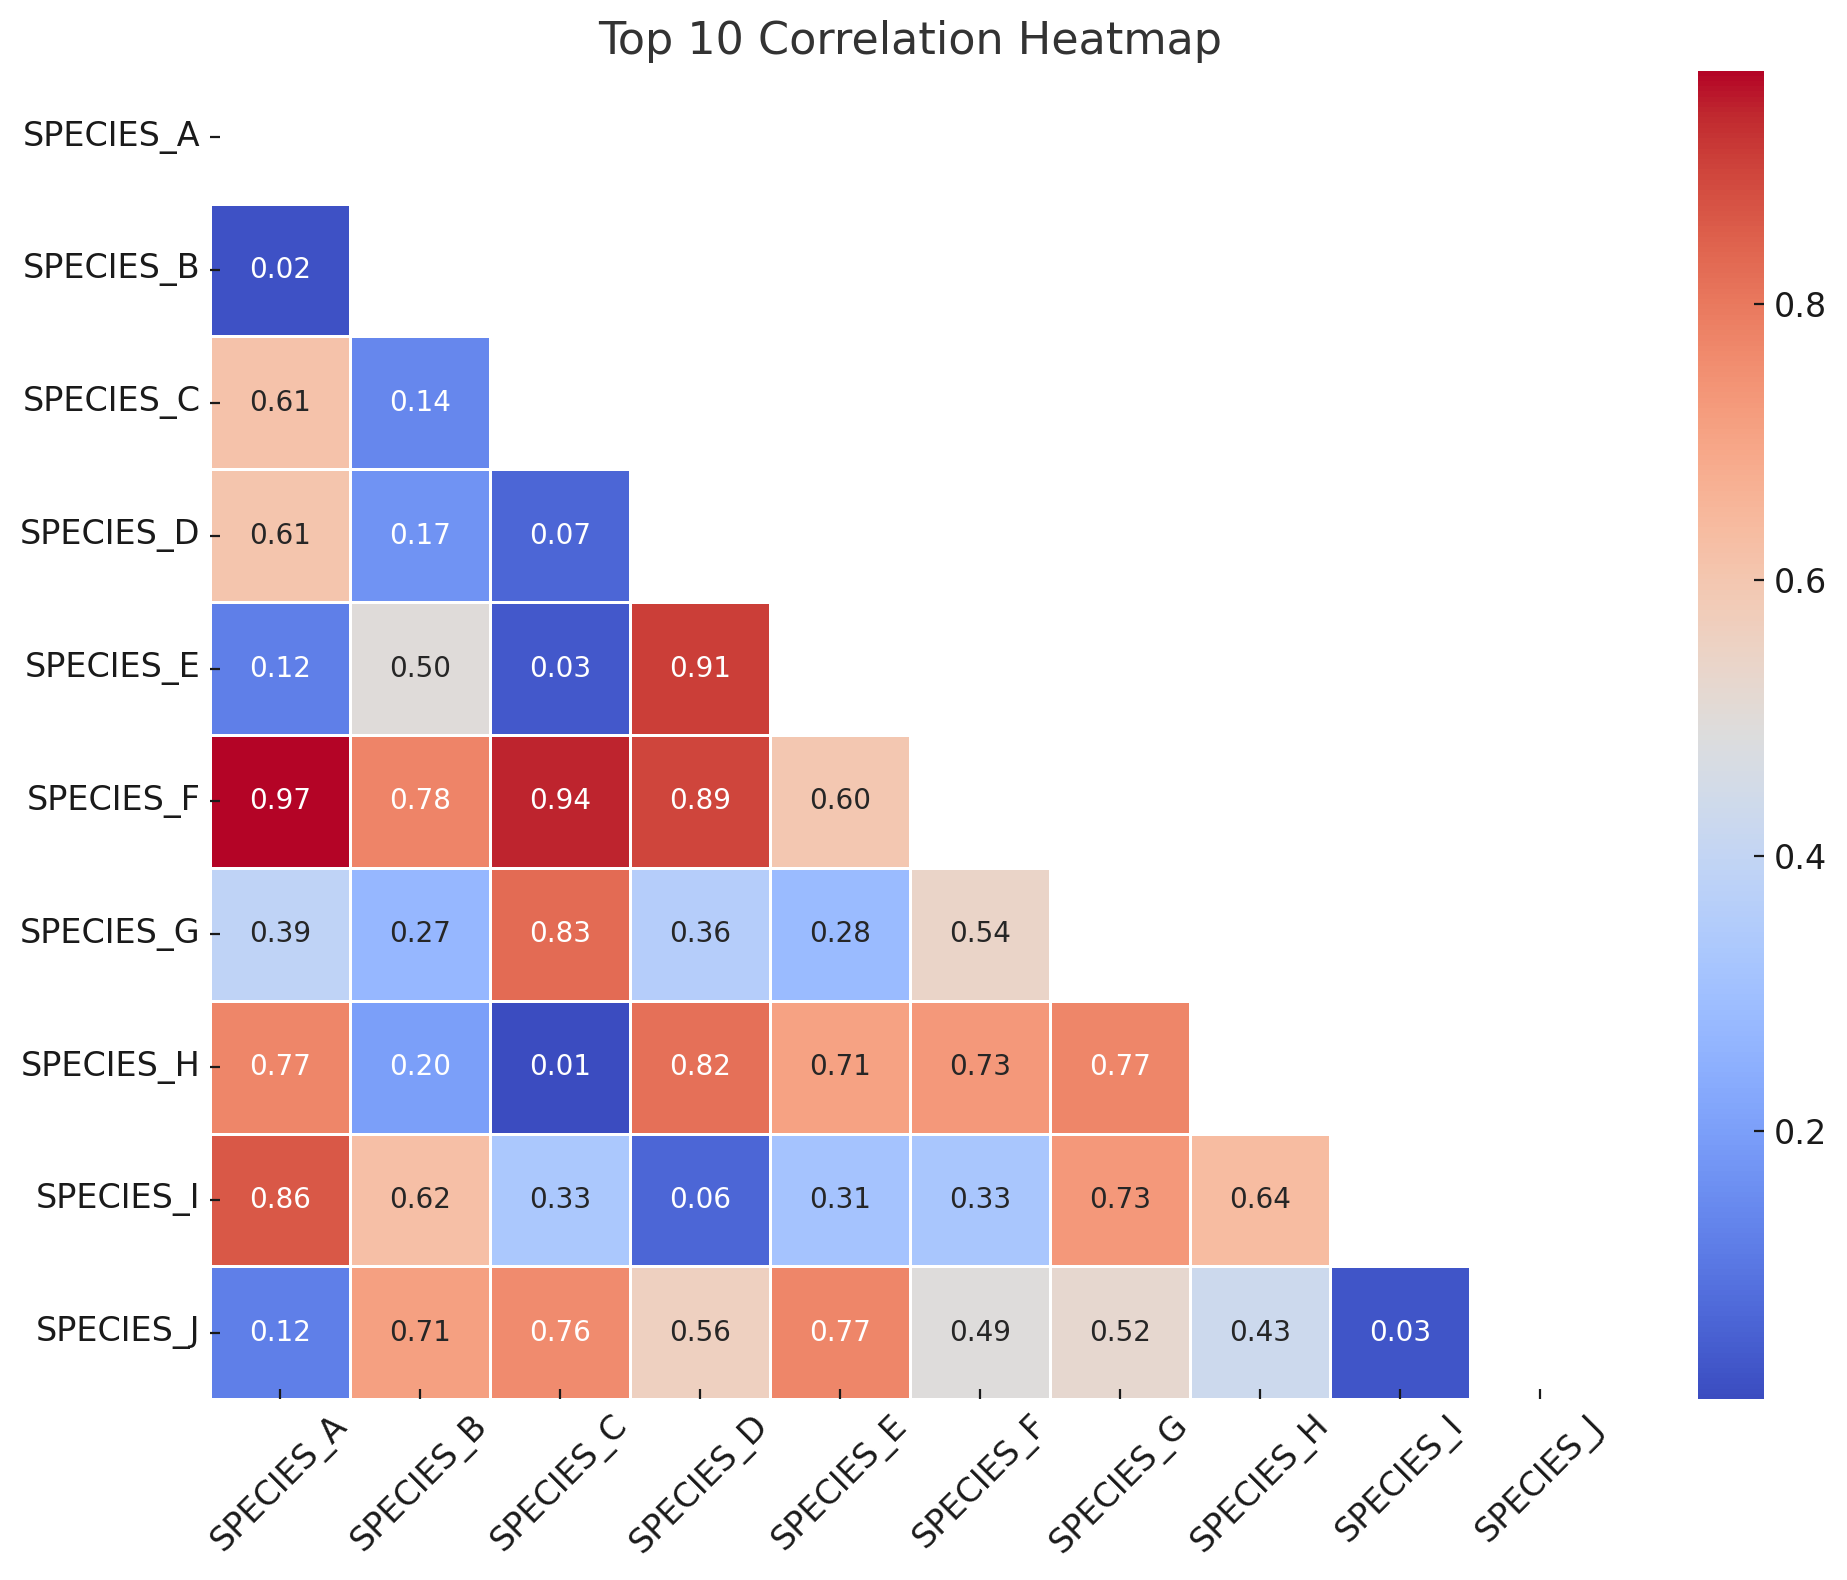 Top 10 Correlation Heatmap
SPECIES_A
SPECIES_B 0.02
SPECIES_C 0.61 0.14
SPECIES_D 0.61 0.17 0.07
SPECIES_E 0.12 0.50 0.03 0.91
SPECIES_F 0.97 0.78 0.94 0.89 0.60
SPECIES_G 0.39 0.27 0.83 0.36 0.28 0.54
SPECIES_H 0.77 0.20 0.01 0.82 0.71 0.73 0.77
SPECIES_I 0.86 0.62 0.33 0.06 0.31 0.33 0.73 0.64
SPECIES_J 0.12 0.71 0.76 0.56 0.77 0.49 0.52 0.43 0.03
SPECIES_A SPECIES_B SPECIES_C SPECIES_D SPECIES_E SPECIES_F SPECIES_G SPECIES_H SPECIES_I SPECIES_J
0.8
0.6
0.4
0.2